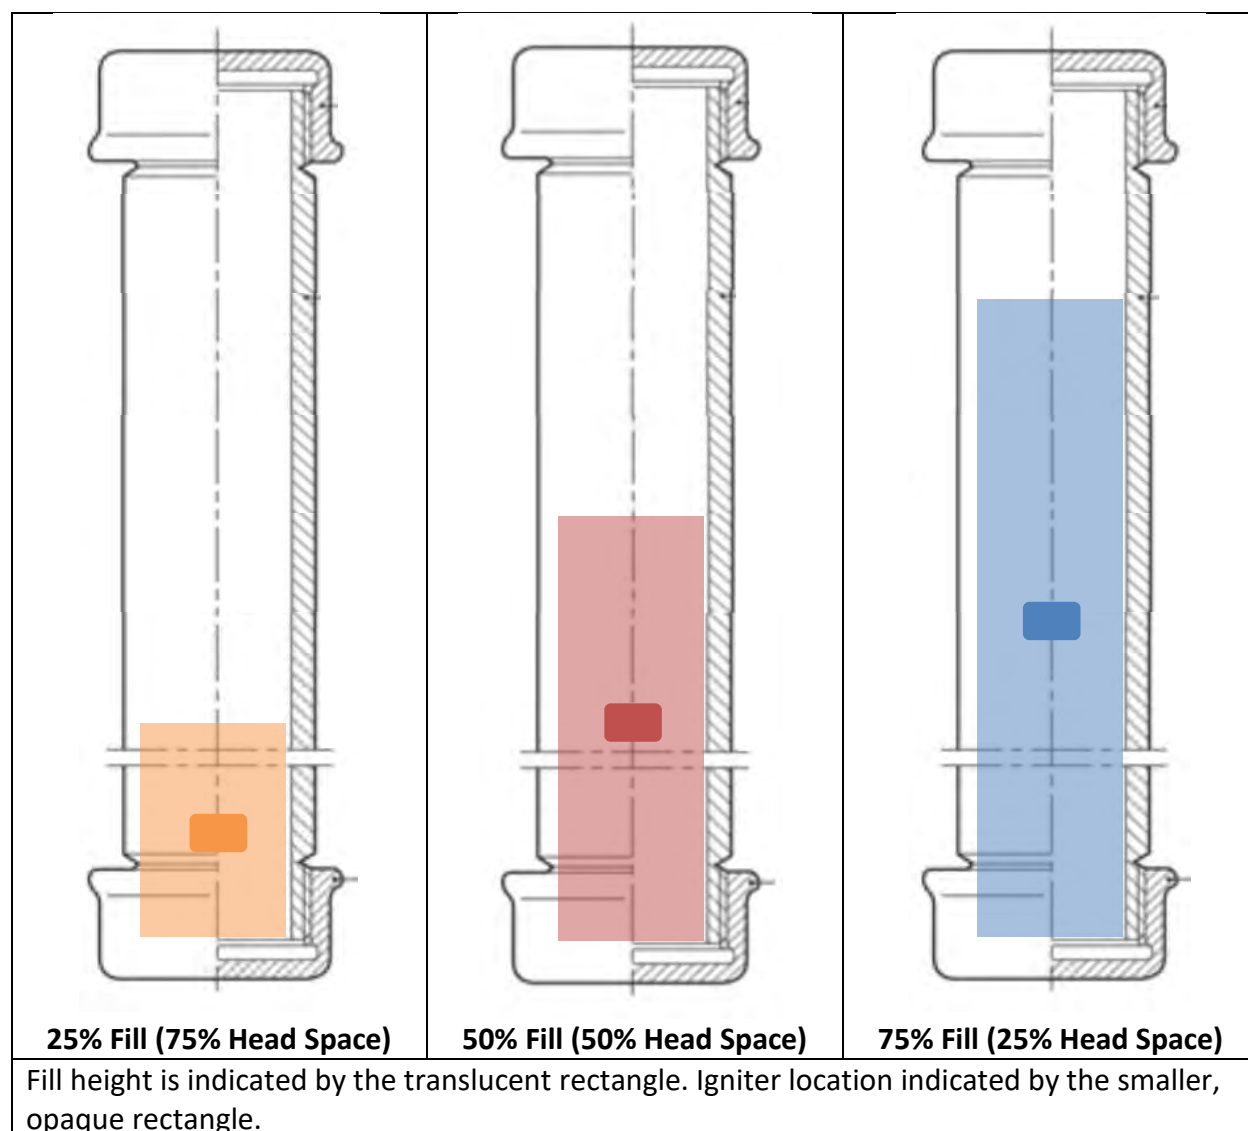 25% Fill (75% Head Space)
50% Fill (50% Head Space)
75% Fill (25% Head Space)
Fill height is indicated by the translucent rectangle. Igniter location indicated by the smaller,
opaque rectangle.